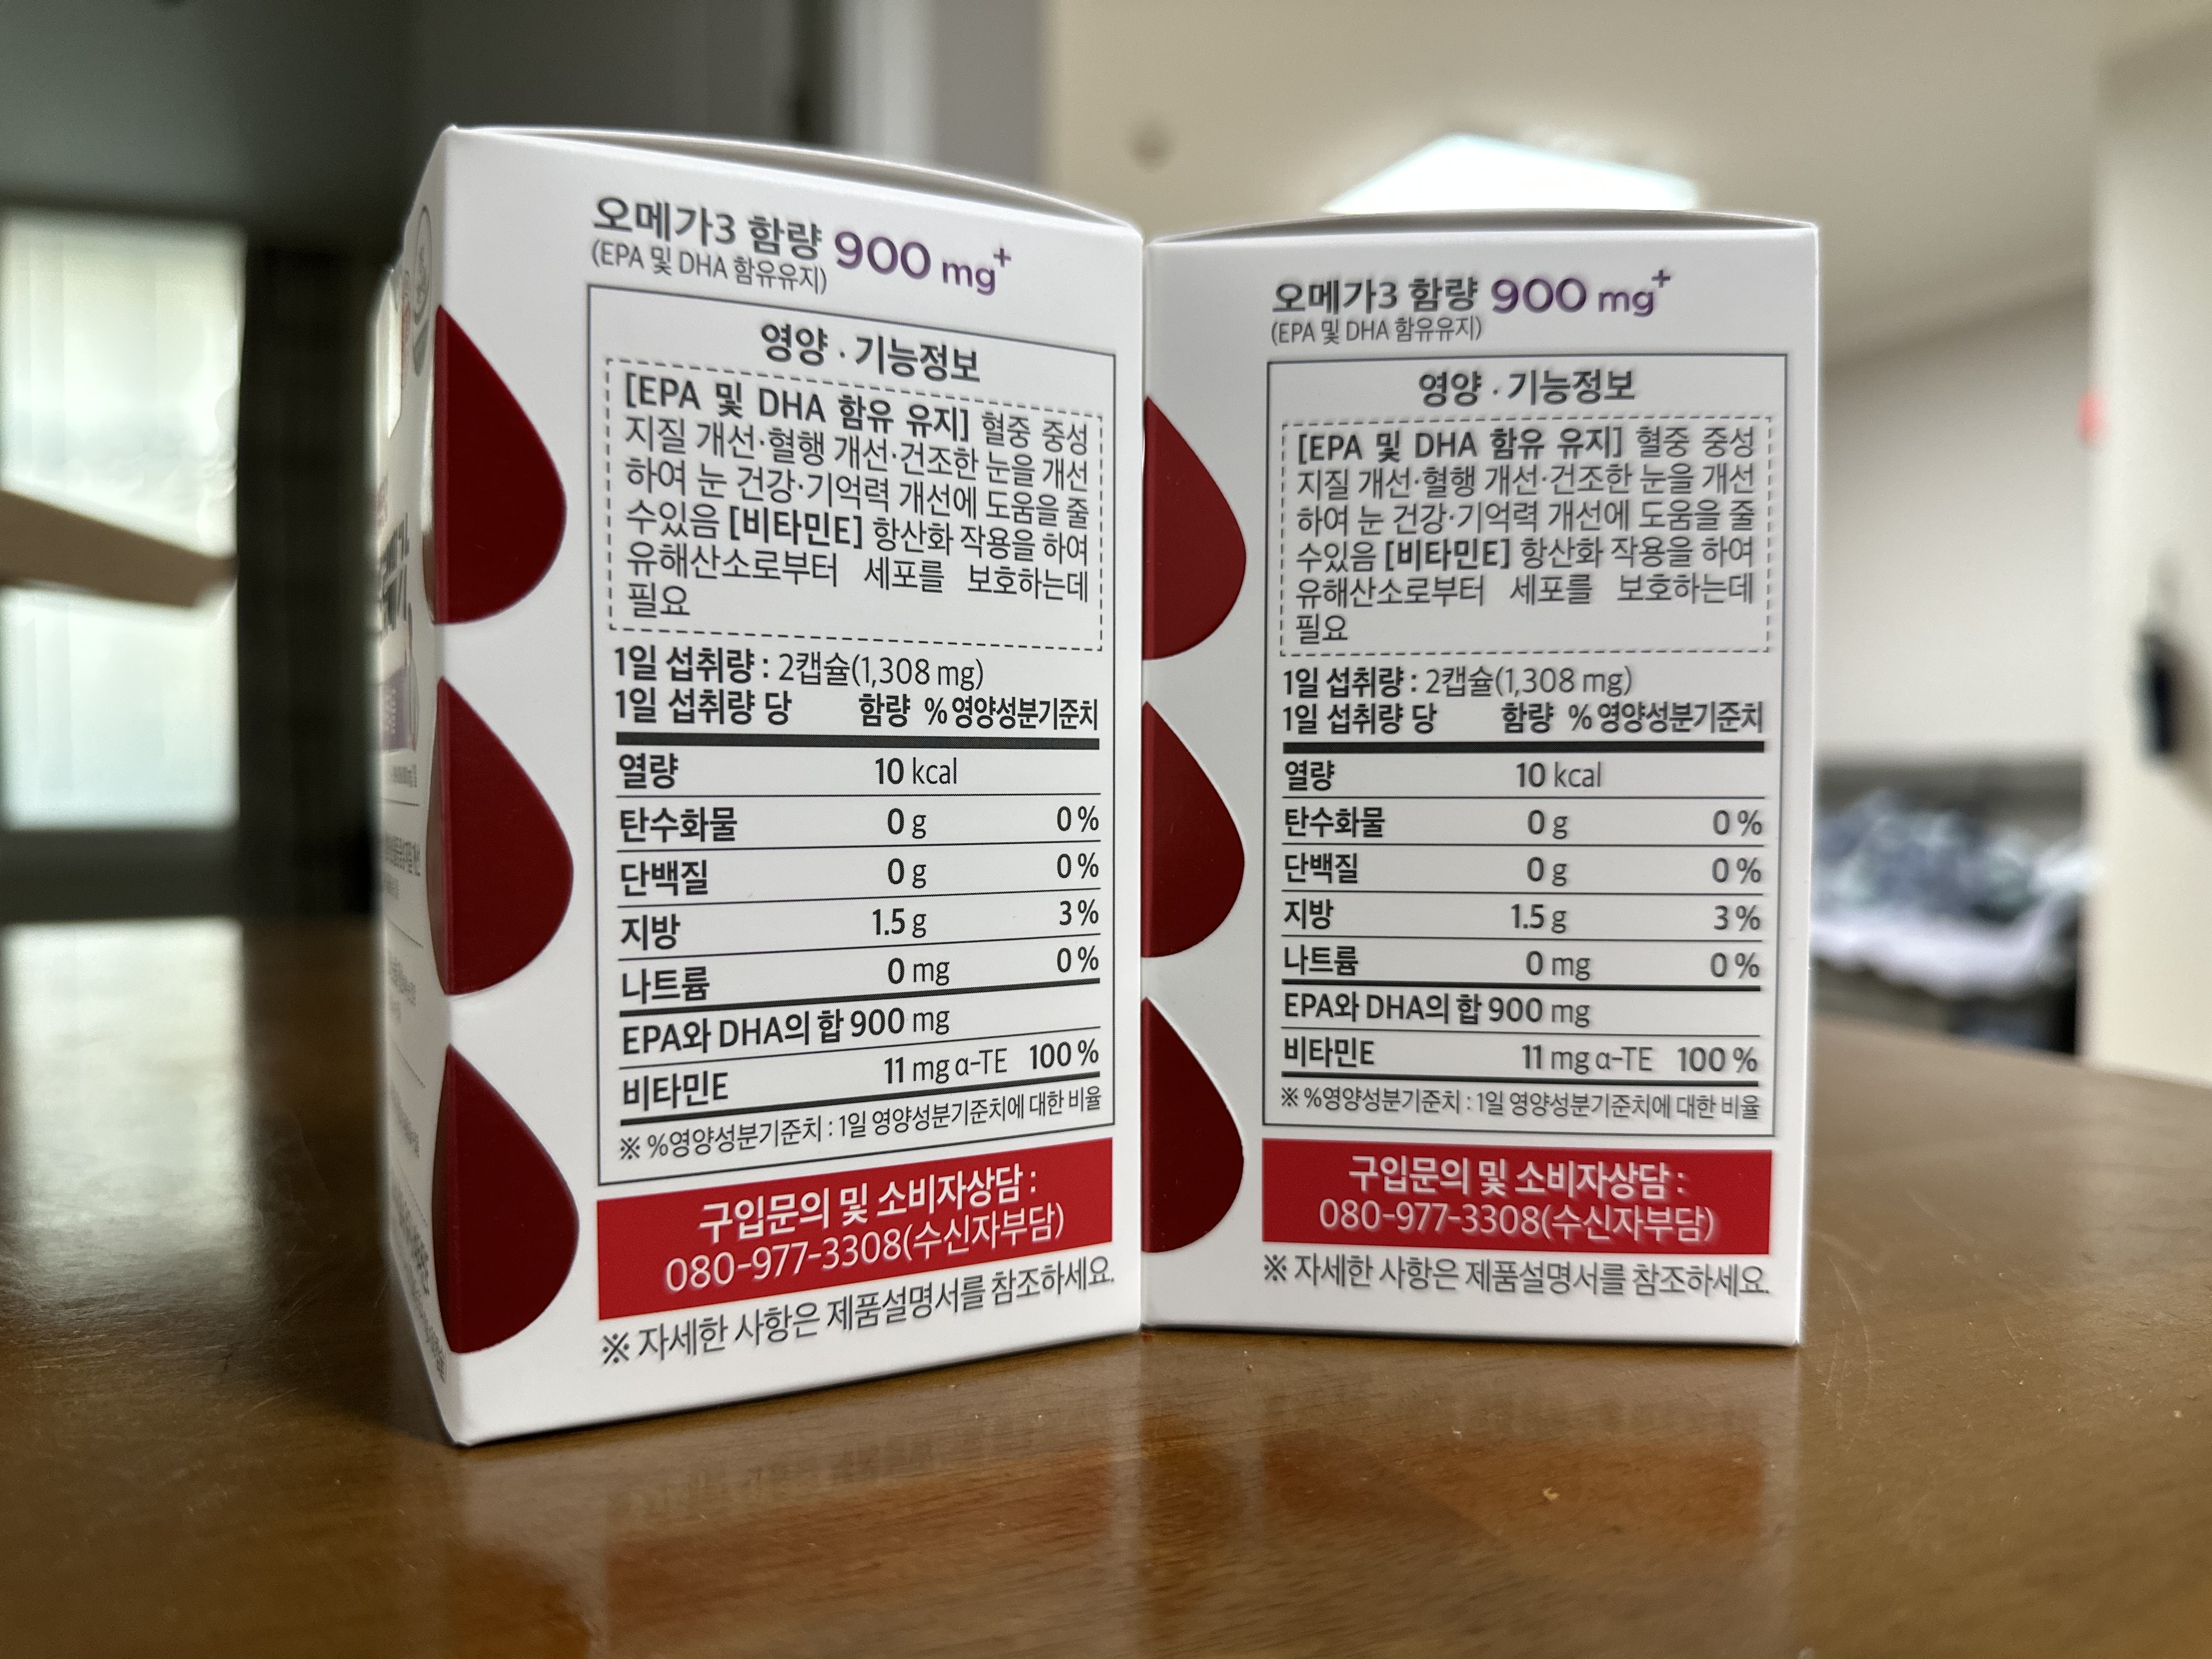 오메가3 함량 900 mg+
(EPA 및 DHA 함유유지)
영양 · 기능정보
[EPA 및 DHA 함유 유지] 혈중 중성
지질 개선·혈행 개선·건조한 눈을 개선
하여 눈 건강·기억력 개선에 도움을 줄
수있음 [비타민E] 항산화 작용을 하여
유해산소로부터 세포를 보호하는데
필요
1일 섭취량 : 2캡슐(1,308 mg)
1일 섭취량 당 함량 % 영양성분기준치
열량 10 kcal
탄수화물 0 g 0 %
단백질 0 g 0 %
지방 1.5 g 3 %
나트륨 0 mg 0 %
EPA와 DHA의 합 900 mg
비타민E 11 mg α-TE 100 %
※ %영양성분기준치 : 1일 영양성분기준치에 대한 비율
구입문의 및 소비자상담 :
080-977-3308(수신자부담)
※ 자세한 사항은 제품설명서를 참조하세요.
오메가3 함량 900 mg+
(EPA 및 DHA 함유유지)
영양 · 기능정보
[EPA 및 DHA 함유 유지] 혈중 중성
지질 개선·혈행 개선·건조한 눈을 개선
하여 눈 건강·기억력 개선에 도움을 줄
수있음 [비타민E] 항산화 작용을 하여
유해산소로부터 세포를 보호하는데
필요
1일 섭취량 : 2캡슐(1,308 mg)
1일 섭취량 당 함량 % 영양성분기준치
열량 10 kcal
탄수화물 0 g 0 %
단백질 0 g 0 %
지방 1.5 g 3 %
나트륨 0 mg 0 %
EPA와 DHA의 합 900 mg
비타민E 11 mg α-TE 100 %
※ %영양성분기준치 : 1일 영양성분기준치에 대한 비율
구입문의 및 소비자상담 :
080-977-3308(수신자부담)
※ 자세한 사항은 제품설명서를 참조하세요.